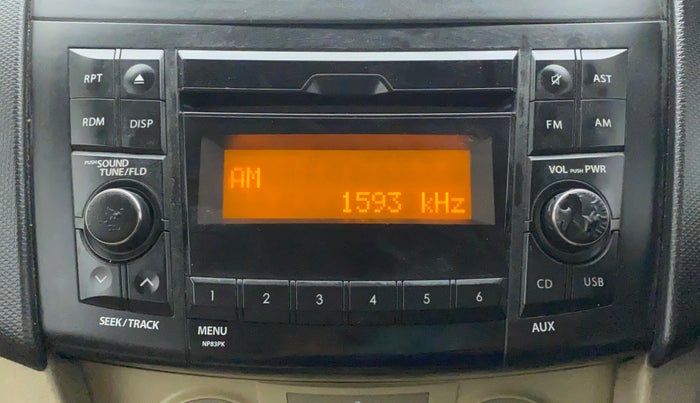 RPT
AST
RDM
DISP
FM
AM
PUSH SOUND
TUNE/FLD
VOL PUSH PWR
AM
1593 kHz
CD
USB
1 2 3 4 5 6
SEEK/TRACK
MENU
AUX
NP83PK